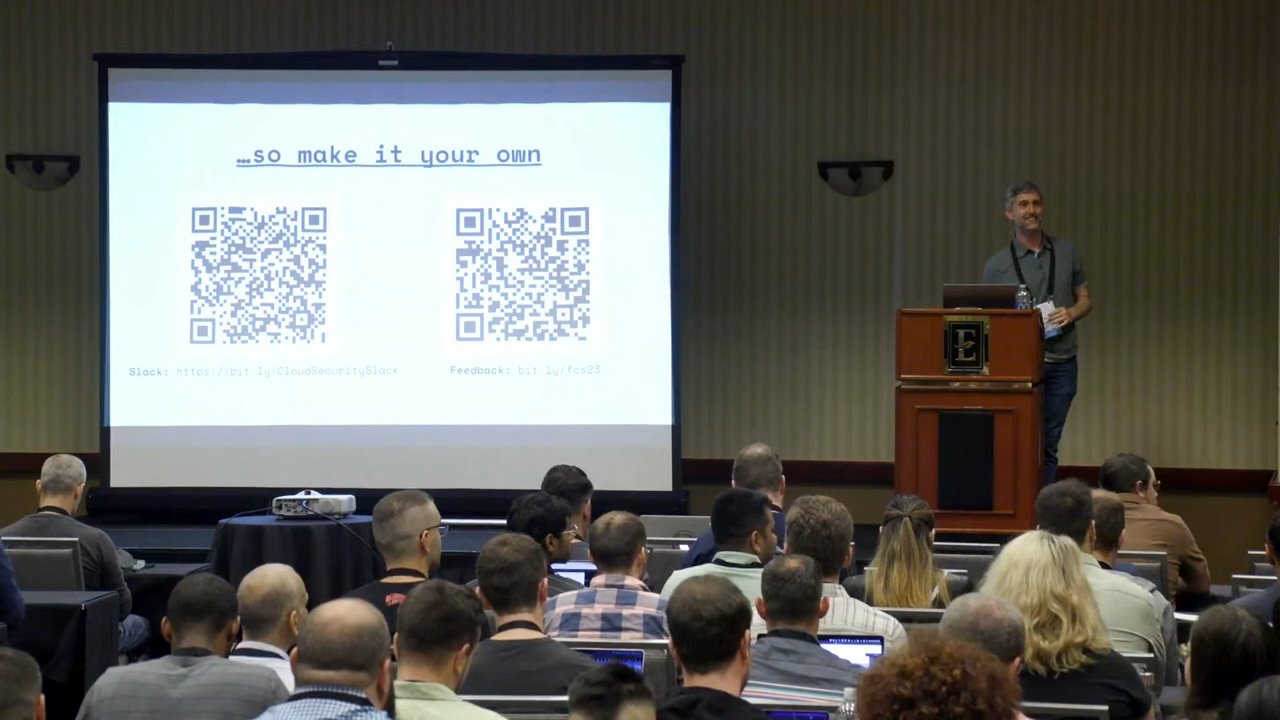 …so make it your own
Slack: https://bit.ly/CloudSecuritySlack
Feedback: bit.ly/fcs23
E